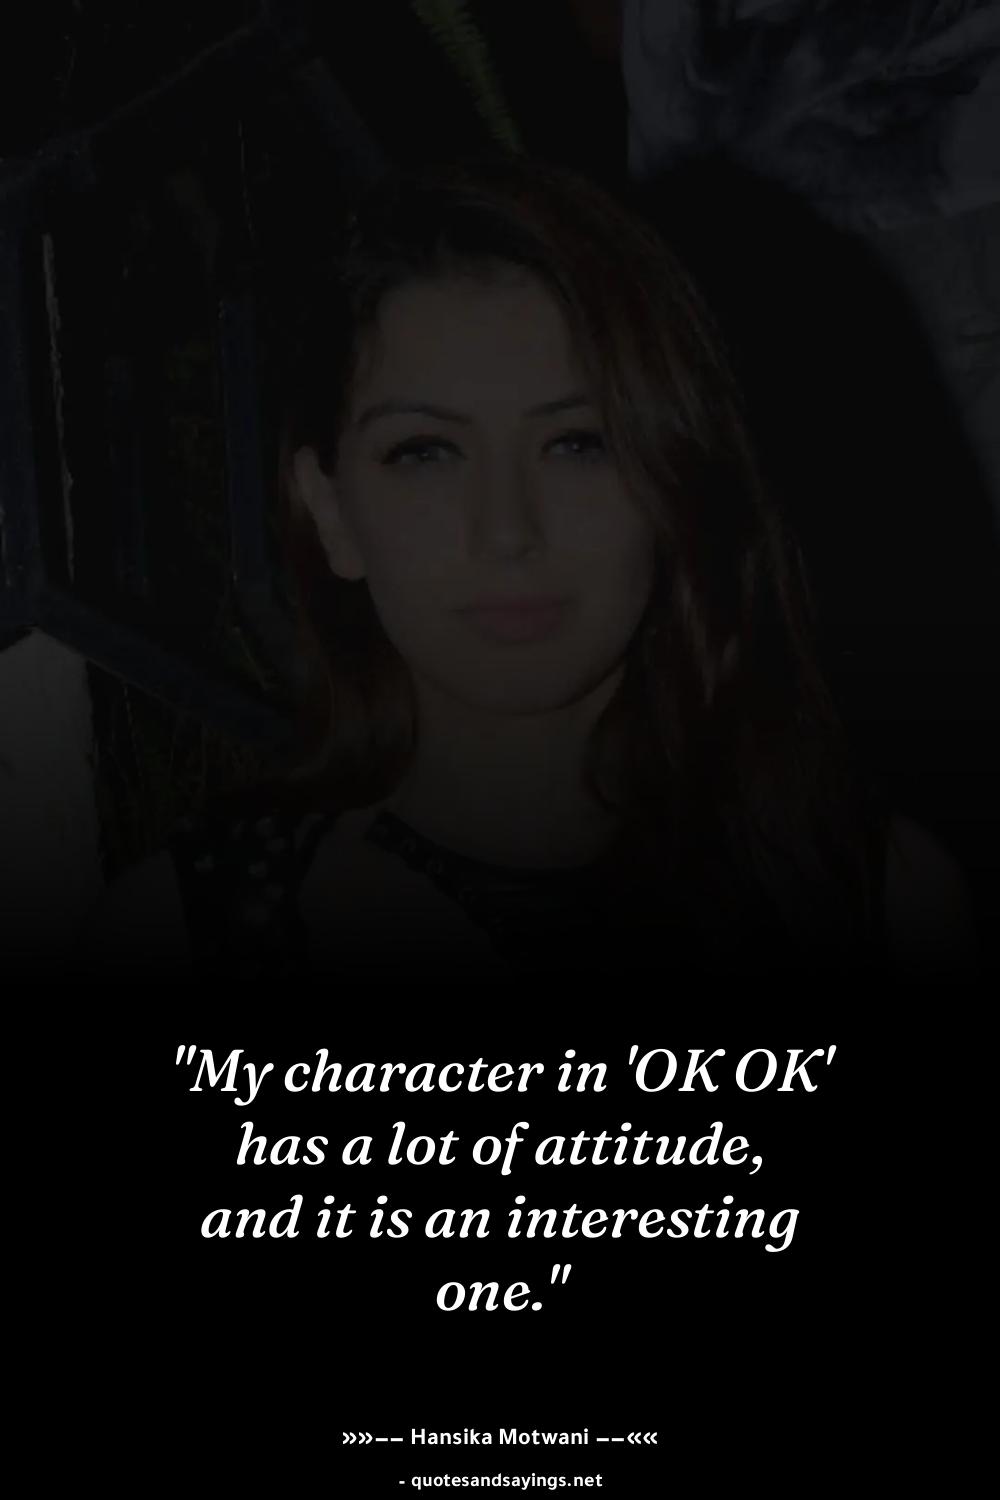 "My character in 'OK OK'
has a lot of attitude,
and it is an interesting
one."
»»−− Hansika Motwani −−««
- quotesandsayings.net